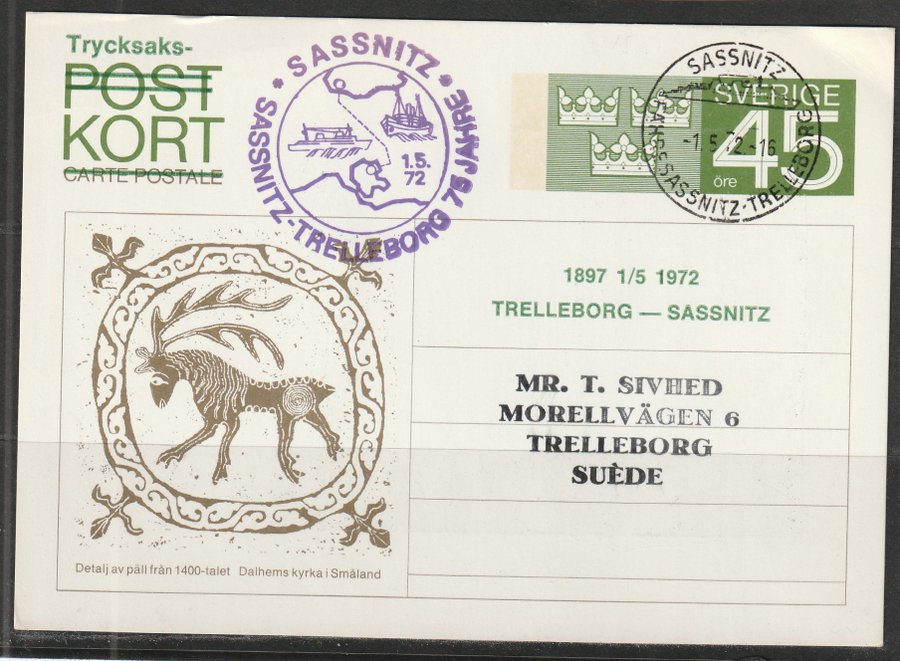 Trycksaks-
POST
KORT
CARTE POSTALE
* SASSNITZ *
SASSNITZ-TRELLEBORG 75 JAHRE
1.5.
72
SASSNITZ
-1.5.72.-16
SASSNITZ-TRELLEBORG
SVERIGE
45
öre
1897 1/5 1972
TRELLEBORG — SASSNITZ
MR. T. SIVHED
MORELLVÄGEN 6
TRELLEBORG
SUÈDE
Detalj av päll från 1400-talet Dalhems kyrka i Småland